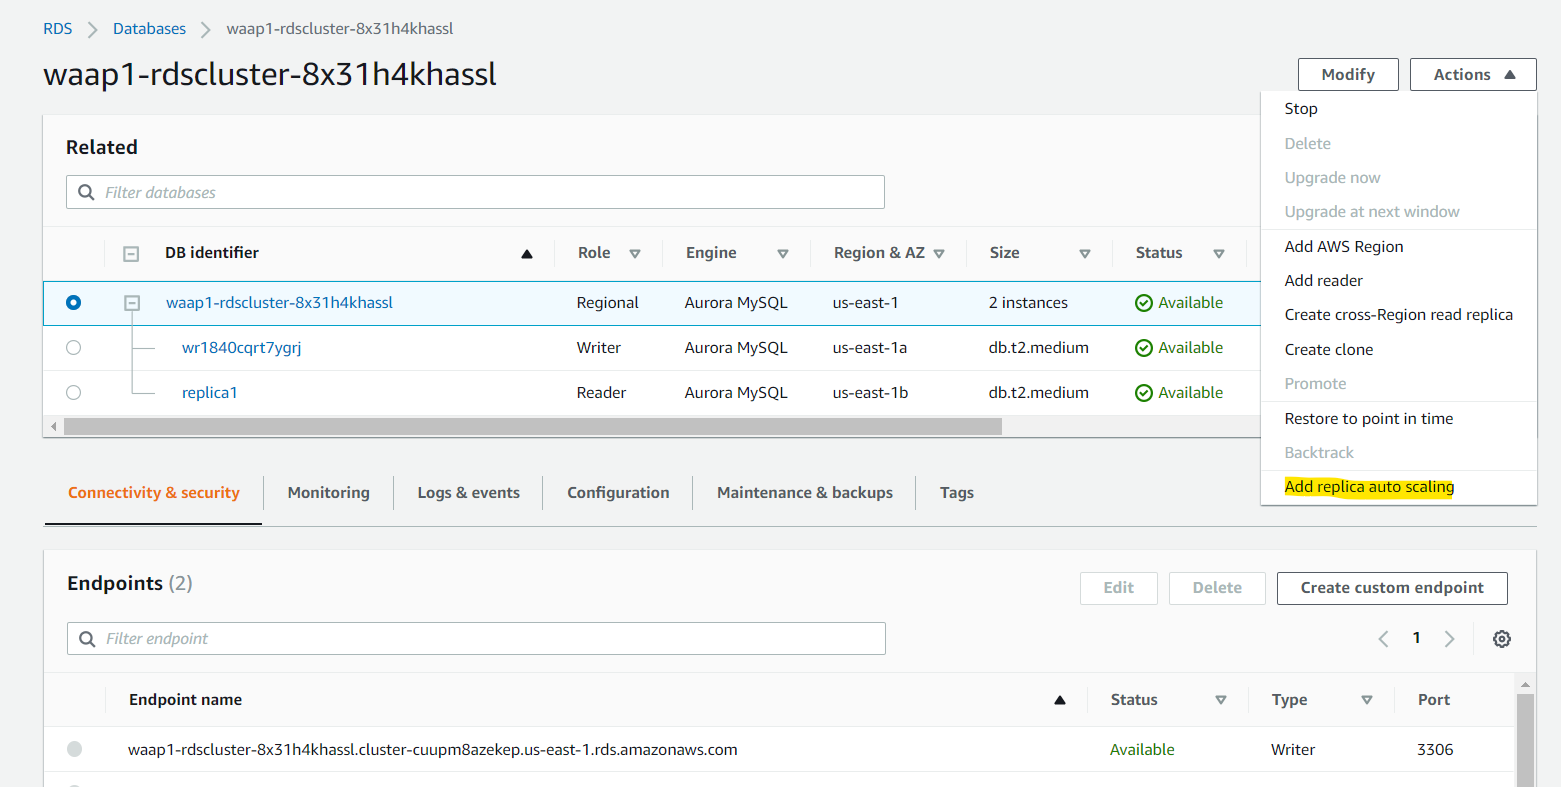 RDS > Databases > waap1-rdscluster-8x31h4khassl
waap1-rdscluster-8x31h4khassl
Modify
Actions
Stop
Delete
Upgrade now
Upgrade at next window
Add AWS Region
Add reader
Create cross-Region read replica
Create clone
Promote
Restore to point in time
Backtrack
Add replica auto scaling
Related
Filter databases
DB identifier Role Engine Region & AZ Size Status
waap1-rdscluster-8x31h4khassl Regional Aurora MySQL us-east-1 2 instances Available
wr1840cqrt7ygrj Writer Aurora MySQL us-east-1a db.t2.medium Available
replica1 Reader Aurora MySQL us-east-1b db.t2.medium Available
Connectivity & security Monitoring Logs & events Configuration Maintenance & backups Tags
Endpoints (2)
Edit Delete Create custom endpoint
Filter endpoint
1
Endpoint name Status Type Port
waap1-rdscluster-8x31h4khassl.cluster-cuupm8azekep.us-east-1.rds.amazonaws.com Available Writer 3306